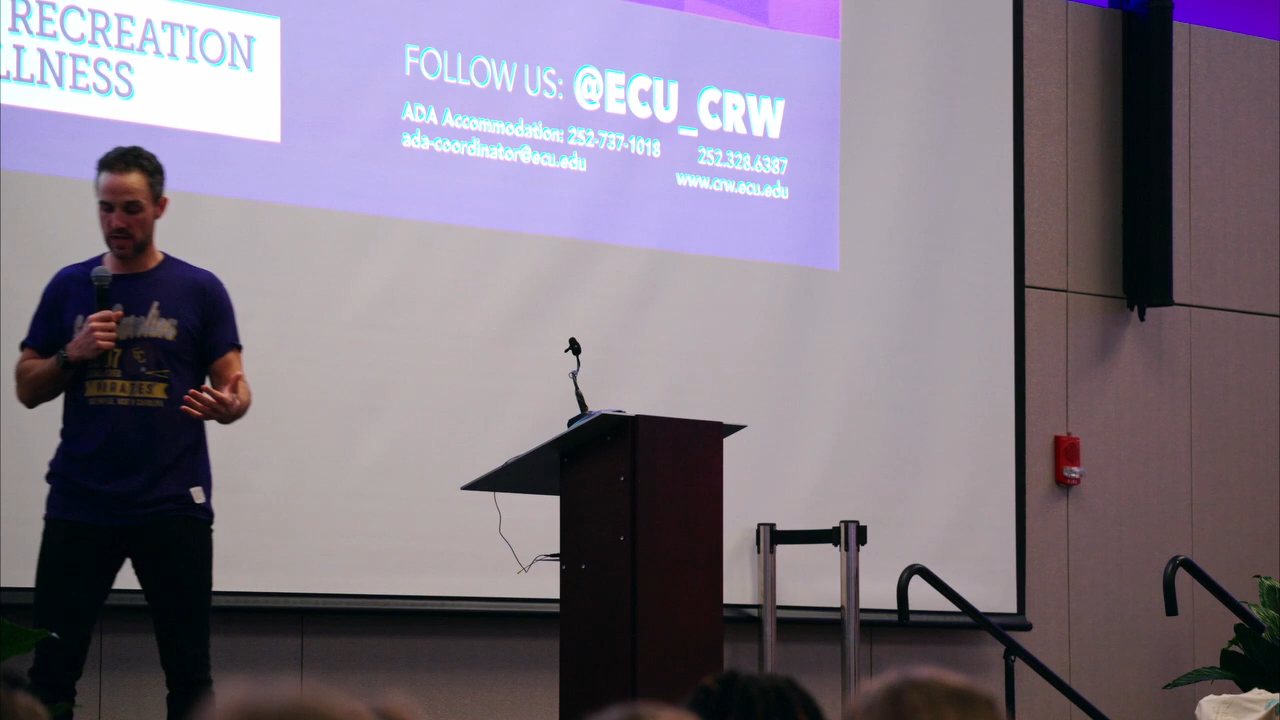 RECREATION
LLNESS
FOLLOW US: @ECU_CRW
ADA Accommodation: 252-737-1018
252.328.6387
ada-coordinator@ecu.edu
www.crw.ecu.edu
PIRATES